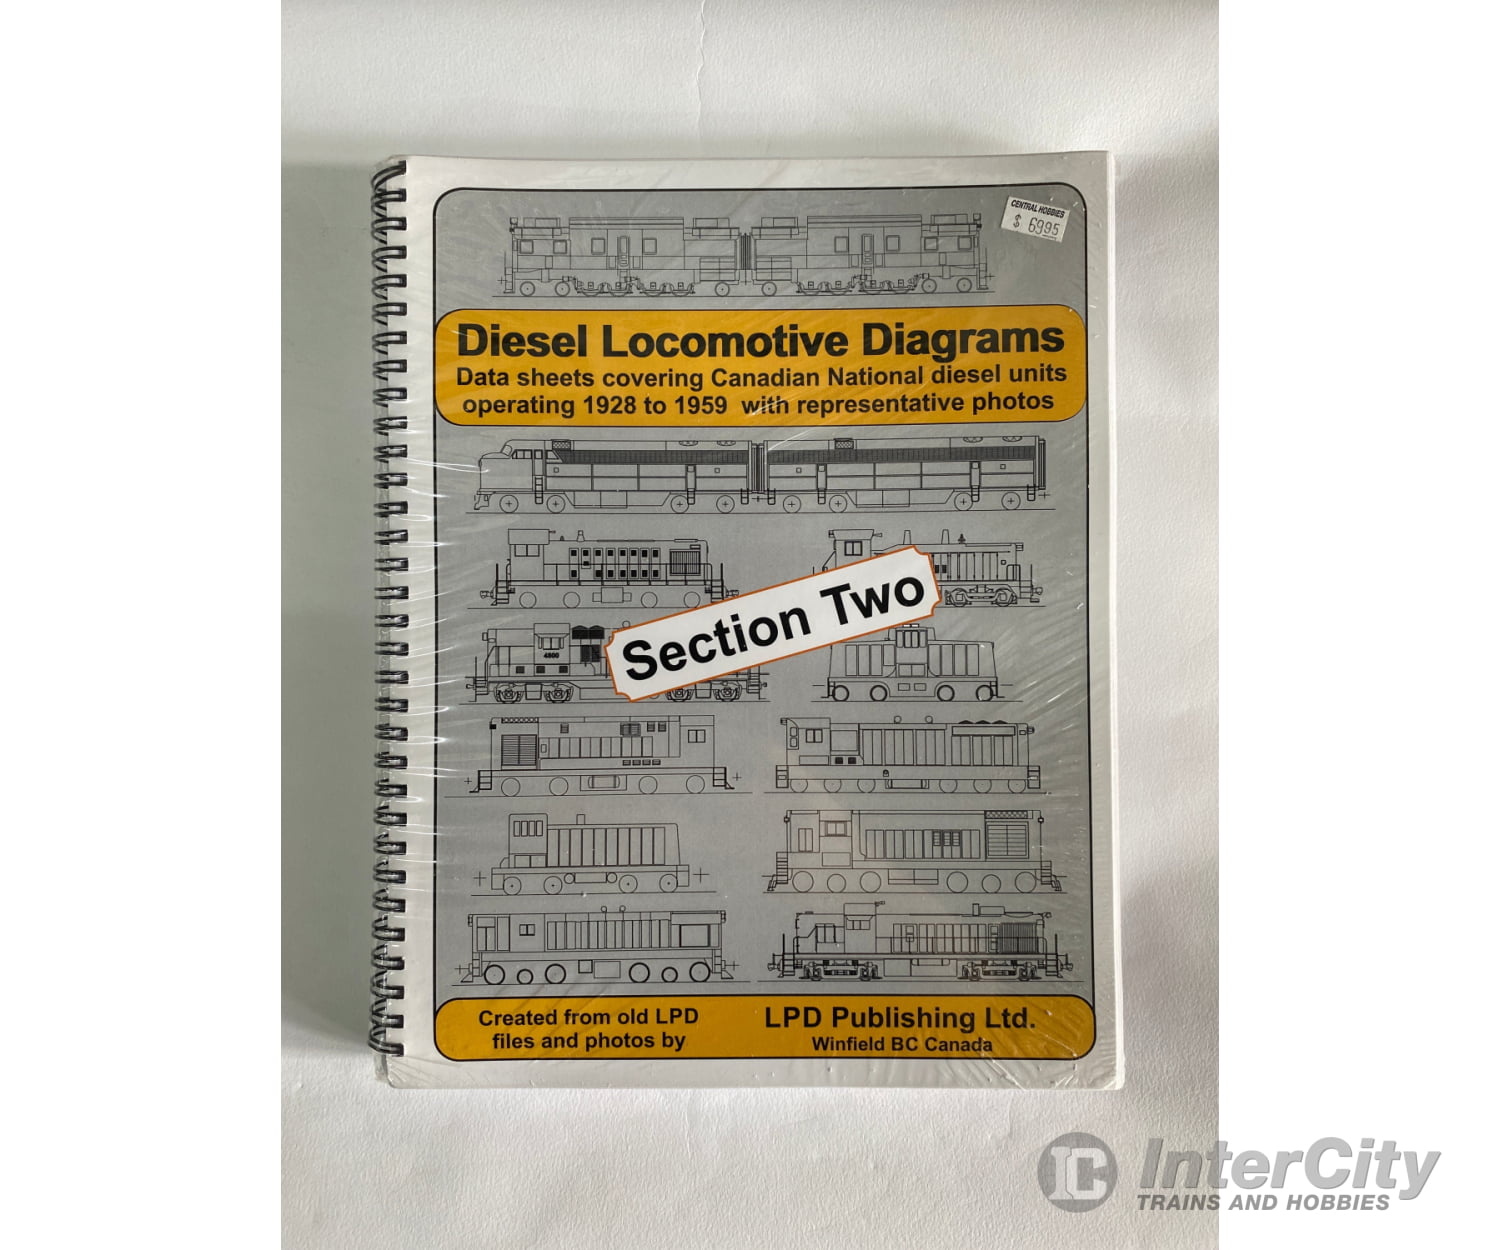 CENTRAL HOBBIES
$ 6995
Diesel Locomotive Diagrams
Data sheets covering Canadian National diesel units
operating 1928 to 1959 with representative photos
Section Two
4800
Created from old LPD
files and photos by
LPD Publishing Ltd.
Winfield BC Canada
IC InterCity
TRAINS AND HOBBIES